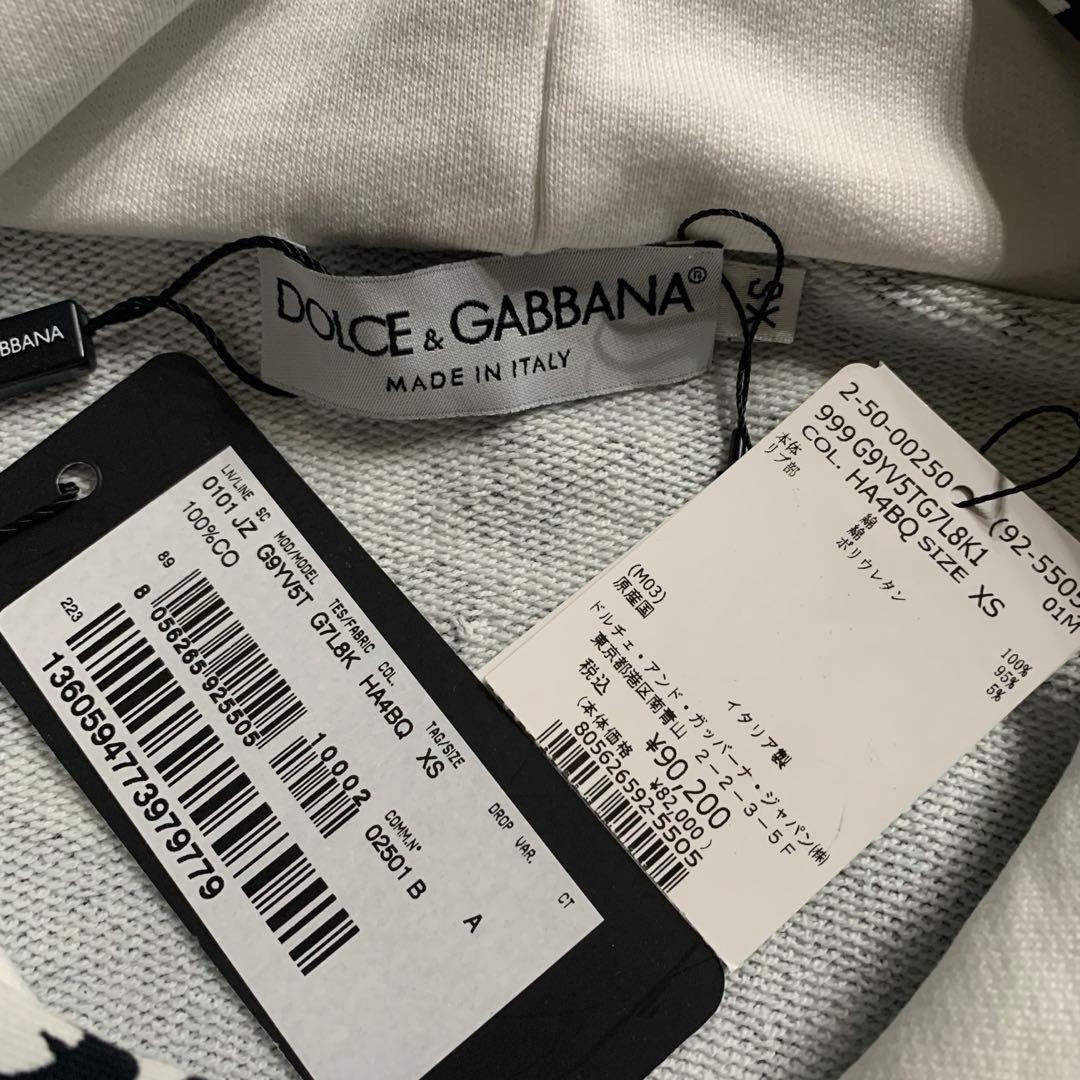 BBANA
DOLCE & GABBANA®
MADE IN ITALY
XS
LN/LINE SC MOD/MODEL TES/FABRIC COL. TAG/SIZE DROP VAR. CT
0101 JZ G9YV5T G7L8K HA4BQ XS
100%CO
89
8 056265 925505
10002
COMM.N°
02501 B A
223
1360594773979779
2-50-00250 (92-5505
999 G9YV5TG7L8K1 01M
COL. HA4BQ SIZE XS
本体 綿 100%
リブ部 綿 95%
ポリウレタン 5%
(M03)
原産国 イタリア製
ドルチェ・アンド・ガッバーナ・ジャパン(株)
東京都港区南青山 2-2-3-5F
税込 ¥90,200
(本体価格 ¥82,000)
805626592-5505